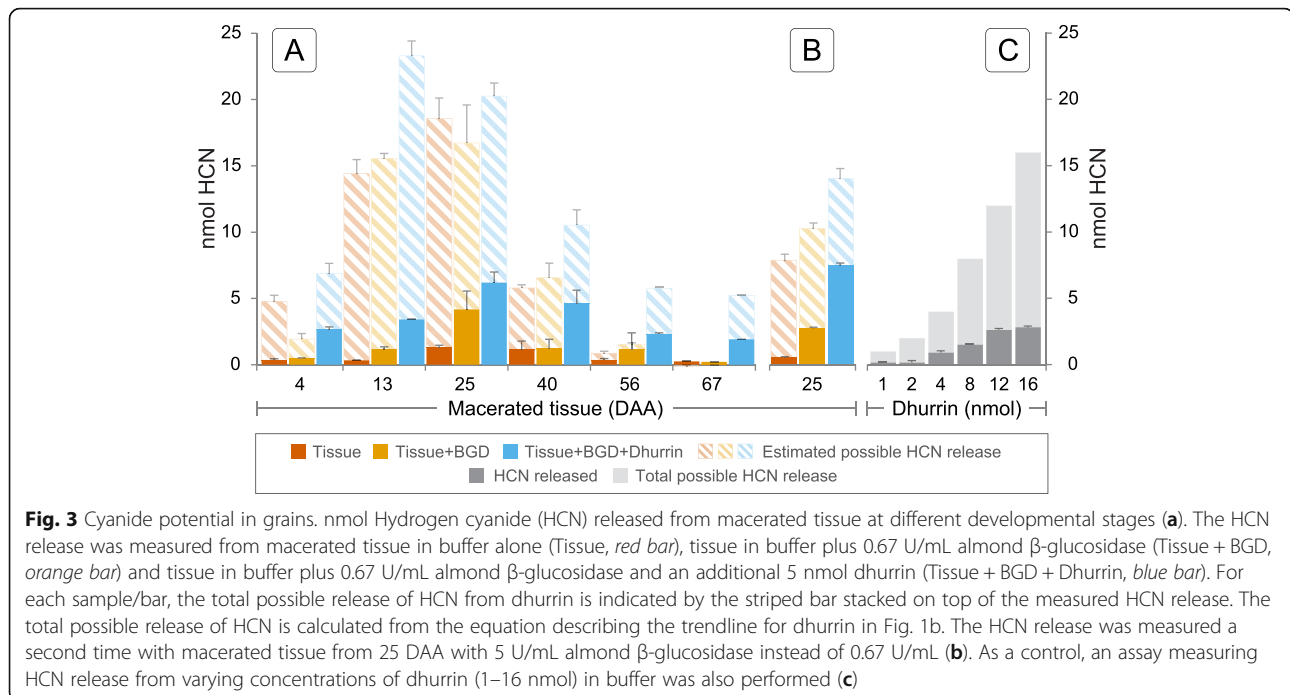 25 A B C 25
20 20
15 15
10 10
5 5
0 0
nmol HCN
nmol HCN
4 13 25 40 56 67 25 1 2 4 8 12 16
Macerated tissue (DAA) Dhurrin (nmol)
Tissue Tissue+BGD Tissue+BGD+Dhurrin Estimated possible HCN release
HCN released Total possible HCN release
Fig. 3 Cyanide potential in grains. nmol Hydrogen cyanide (HCN) released from macerated tissue at different developmental stages (a). The HCN
release was measured from macerated tissue in buffer alone (Tissue, red bar), tissue in buffer plus 0.67 U/mL almond β-glucosidase (Tissue + BGD,
orange bar) and tissue in buffer plus 0.67 U/mL almond β-glucosidase and an additional 5 nmol dhurrin (Tissue + BGD + Dhurrin, blue bar). For
each sample/bar, the total possible release of HCN from dhurrin is indicated by the striped bar stacked on top of the measured HCN release. The
total possible release of HCN is calculated from the equation describing the trendline for dhurrin in Fig. 1b. The HCN release was measured a
second time with macerated tissue from 25 DAA with 5 U/mL almond β-glucosidase instead of 0.67 U/mL (b). As a control, an assay measuring
HCN release from varying concentrations of dhurrin (1–16 nmol) in buffer was also performed (c)